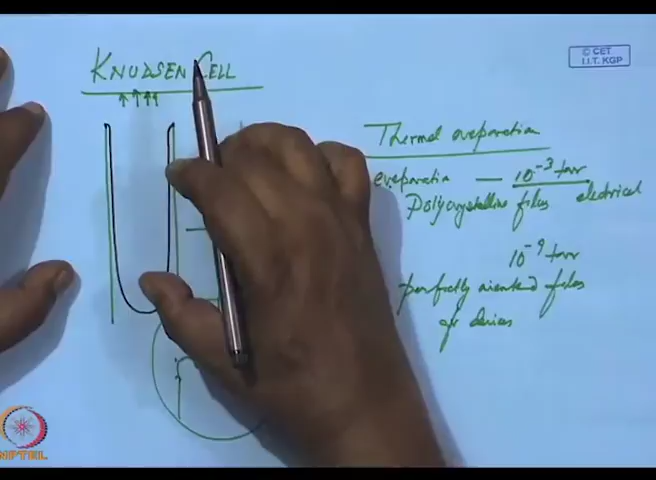 KNUDSEN CELL
© CET
I.I.T. KGP
Thermal evaporation
evaporatin — 10⁻³ torr
Polycrystalline films electrical
10⁻⁹ torr
perfectly oriented films
for devices
NPTEL